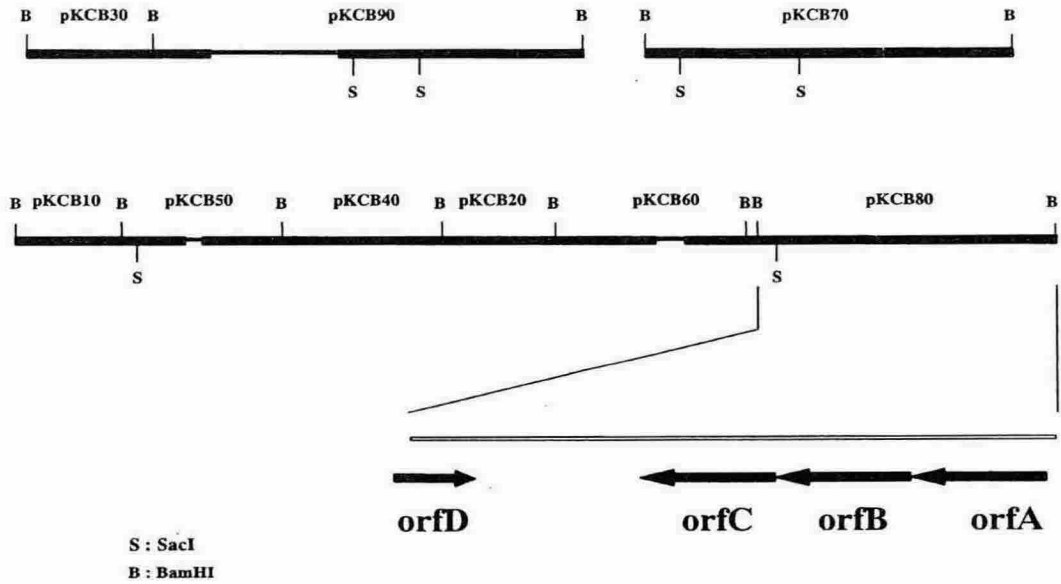 B pKCB30 B pKCB90 B B pKCB70 B
S S S S
B pKCB10 B pKCB50 B pKCB40 B pKCB20 B pKCB60 BB pKCB80 B
S S
orfD orfC orfB orfA
S : SacI
B : BamHI